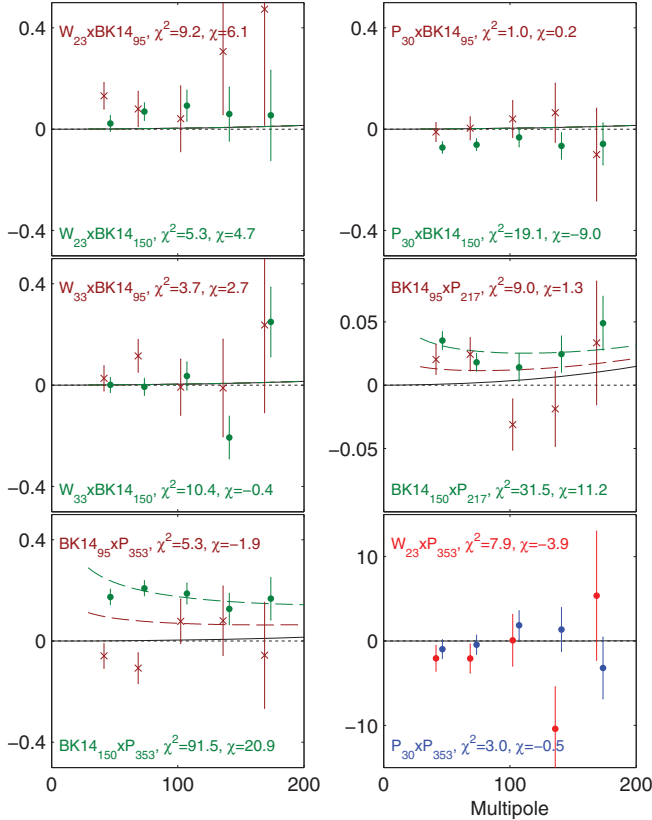 0.4
0
−0.4
W₂₃xBK14₉₅, χ²=9.2, χ=6.1
W₂₃xBK14₁₅₀, χ²=5.3, χ=4.7
0.4
0
−0.4
P₃₀xBK14₉₅, χ²=1.0, χ=0.2
P₃₀xBK14₁₅₀, χ²=19.1, χ=−9.0
0.4
0
−0.4
W₃₃xBK14₉₅, χ²=3.7, χ=2.7
W₃₃xBK14₁₅₀, χ²=10.4, χ=−0.4
0.05
0
−0.05
BK14₉₅xP₂₁₇, χ²=9.0, χ=1.3
BK14₁₅₀xP₂₁₇, χ²=31.5, χ=11.2
0.4
0
−0.4
BK14₉₅xP₃₅₃, χ²=5.3, χ=−1.9
BK14₁₅₀xP₃₅₃, χ²=91.5, χ=20.9
0 100 200
10
0
−10
W₂₃xP₃₅₃, χ²=7.9, χ=−3.9
P₃₀xP₃₅₃, χ²=3.0, χ=−0.5
0 100 200
Multipole